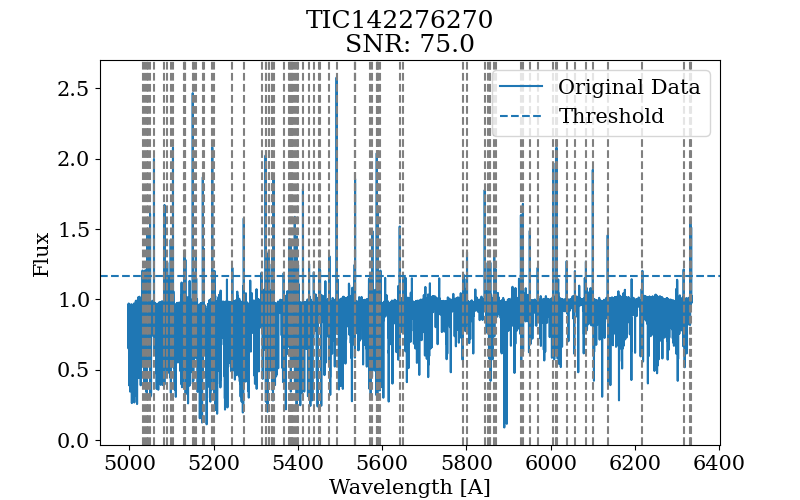 TIC142276270
SNR: 75.0
Original Data
Threshold
Flux
2.5
2.0
1.5
1.0
0.5
0.0
5000 5200 5400 5600 5800 6000 6200 6400
Wavelength [A]